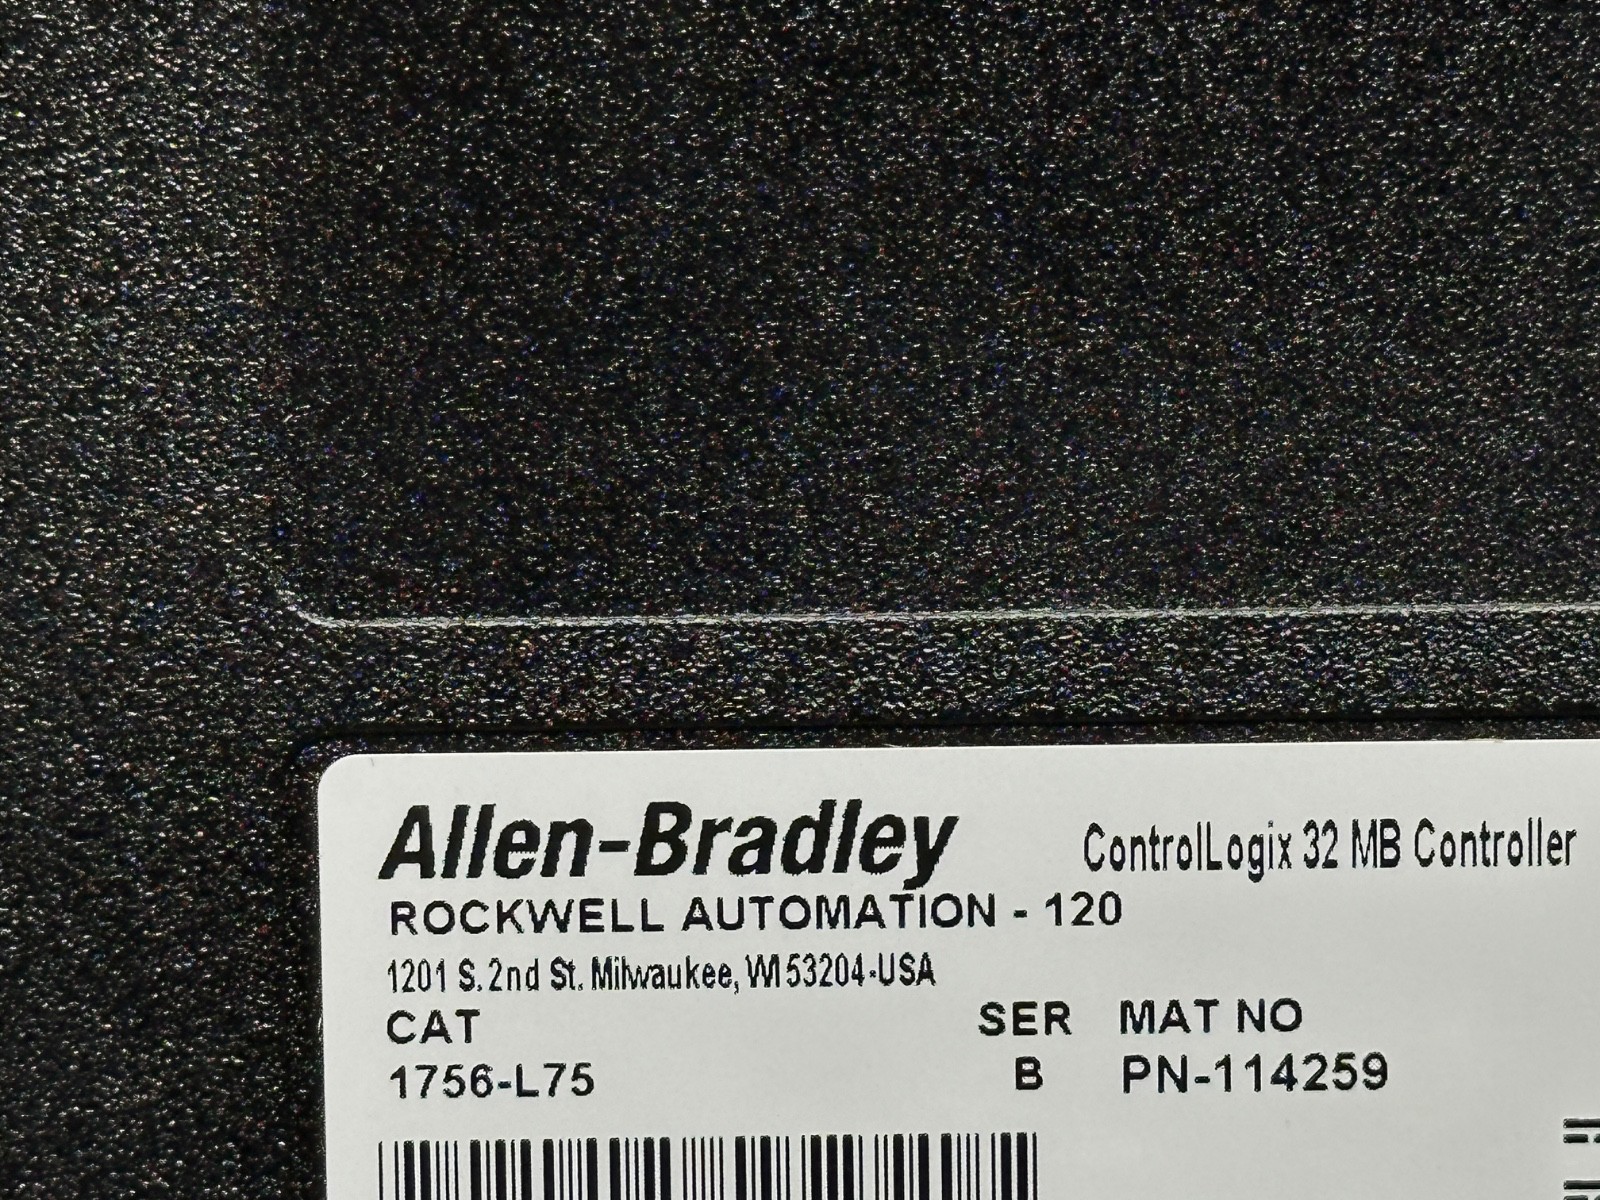 Allen-Bradley ControlLogix 32 MB Controller
ROCKWELL AUTOMATION - 120
1201 S. 2nd St. Milwaukee, WI 53204-USA
CAT SER MAT NO
1756-L75 B PN-114259